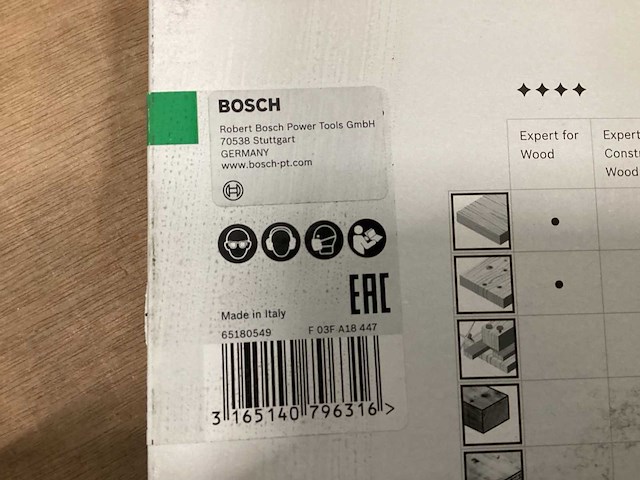 BOSCH
Robert Bosch Power Tools GmbH
70538 Stuttgart
GERMANY
www.bosch-pt.com
EAC
Made in Italy
65180549 F 03F A18 447
3 165140 796316 >
Expert for
Wood
Expert
Const
Wood